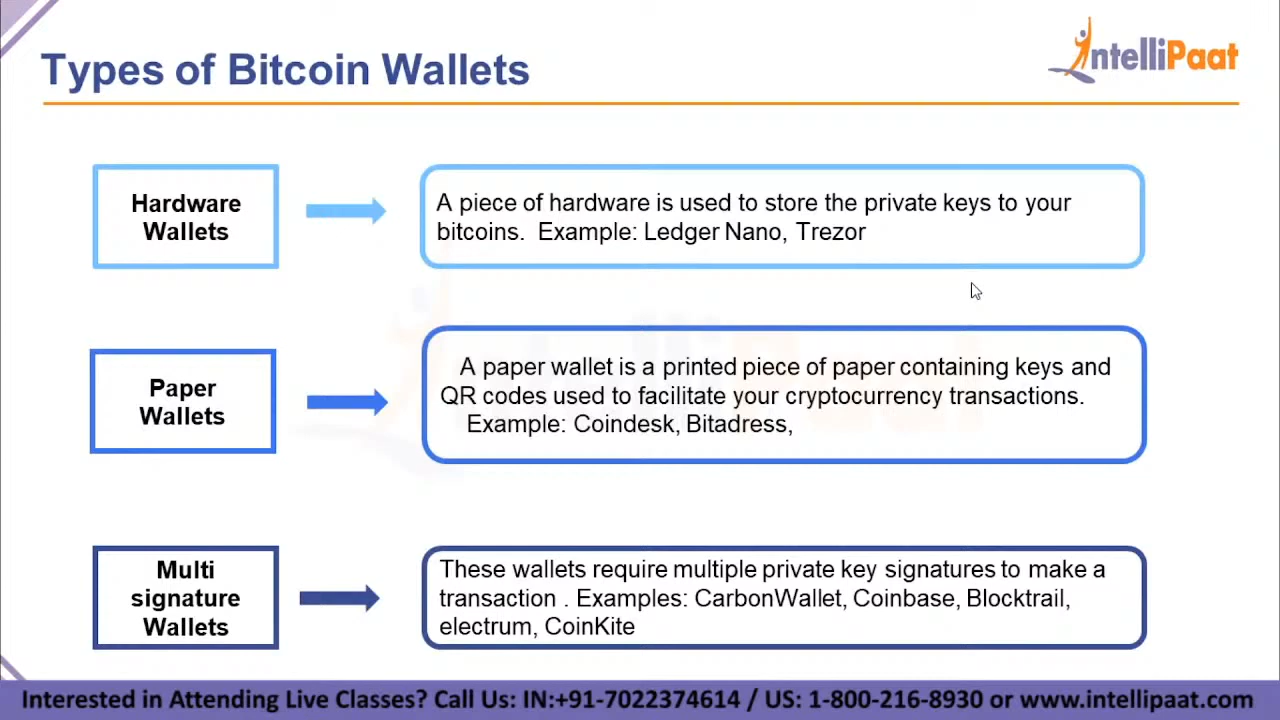 Types of Bitcoin Wallets
IntelliPaat
Hardware
Wallets
A piece of hardware is used to store the private keys to your
bitcoins.  Example: Ledger Nano, Trezor
Paper
Wallets
A paper wallet is a printed piece of paper containing keys and
QR codes used to facilitate your cryptocurrency transactions.
Example: Coindesk, Bitadress,
Multi
signature
Wallets
These wallets require multiple private key signatures to make a
transaction . Examples: CarbonWallet, Coinbase, Blocktrail,
electrum, CoinKite
Interested in Attending Live Classes? Call Us: IN:+91-7022374614 / US: 1-800-216-8930 or www.intellipaat.com